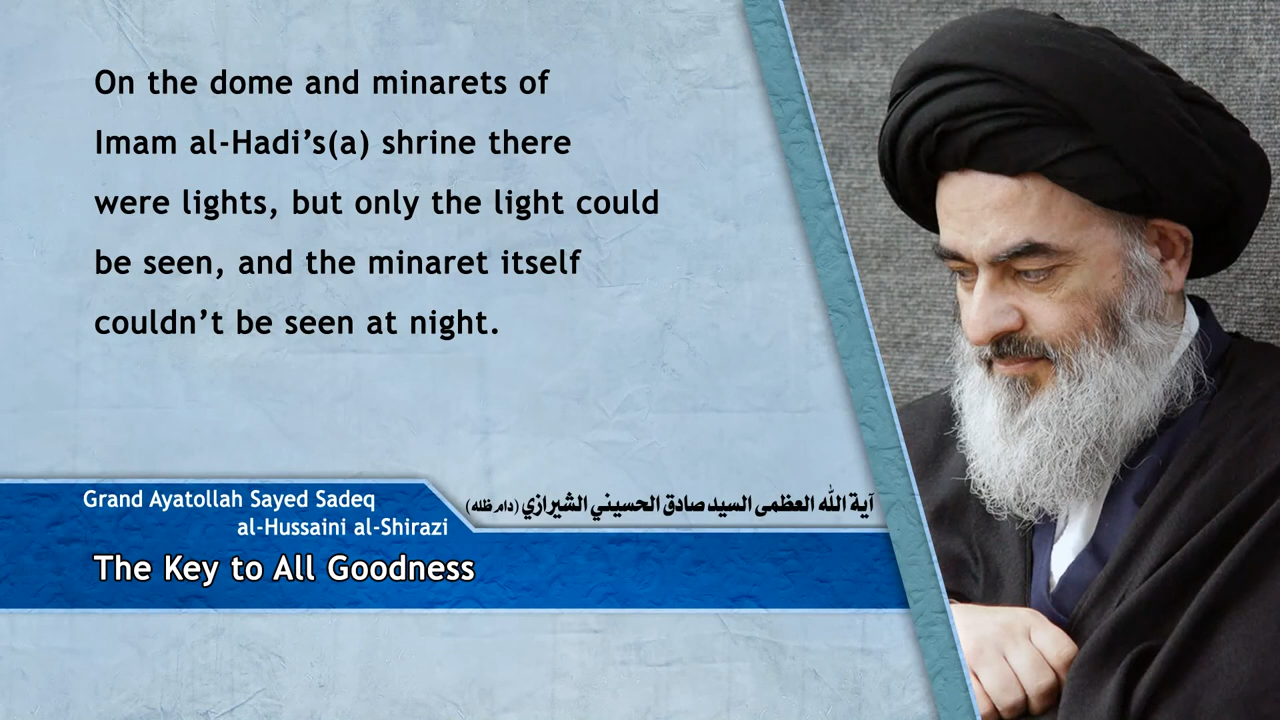 On the dome and minarets of
Imam al-Hadi’s(a) shrine there
were lights, but only the light could
be seen, and the minaret itself
couldn’t be seen at night.
Grand Ayatollah Sayed Sadeq
al-Hussaini al-Shirazi
آية الله العظمى السيد صادق الحسيني الشيرازي (دام ظله)
The Key to All Goodness